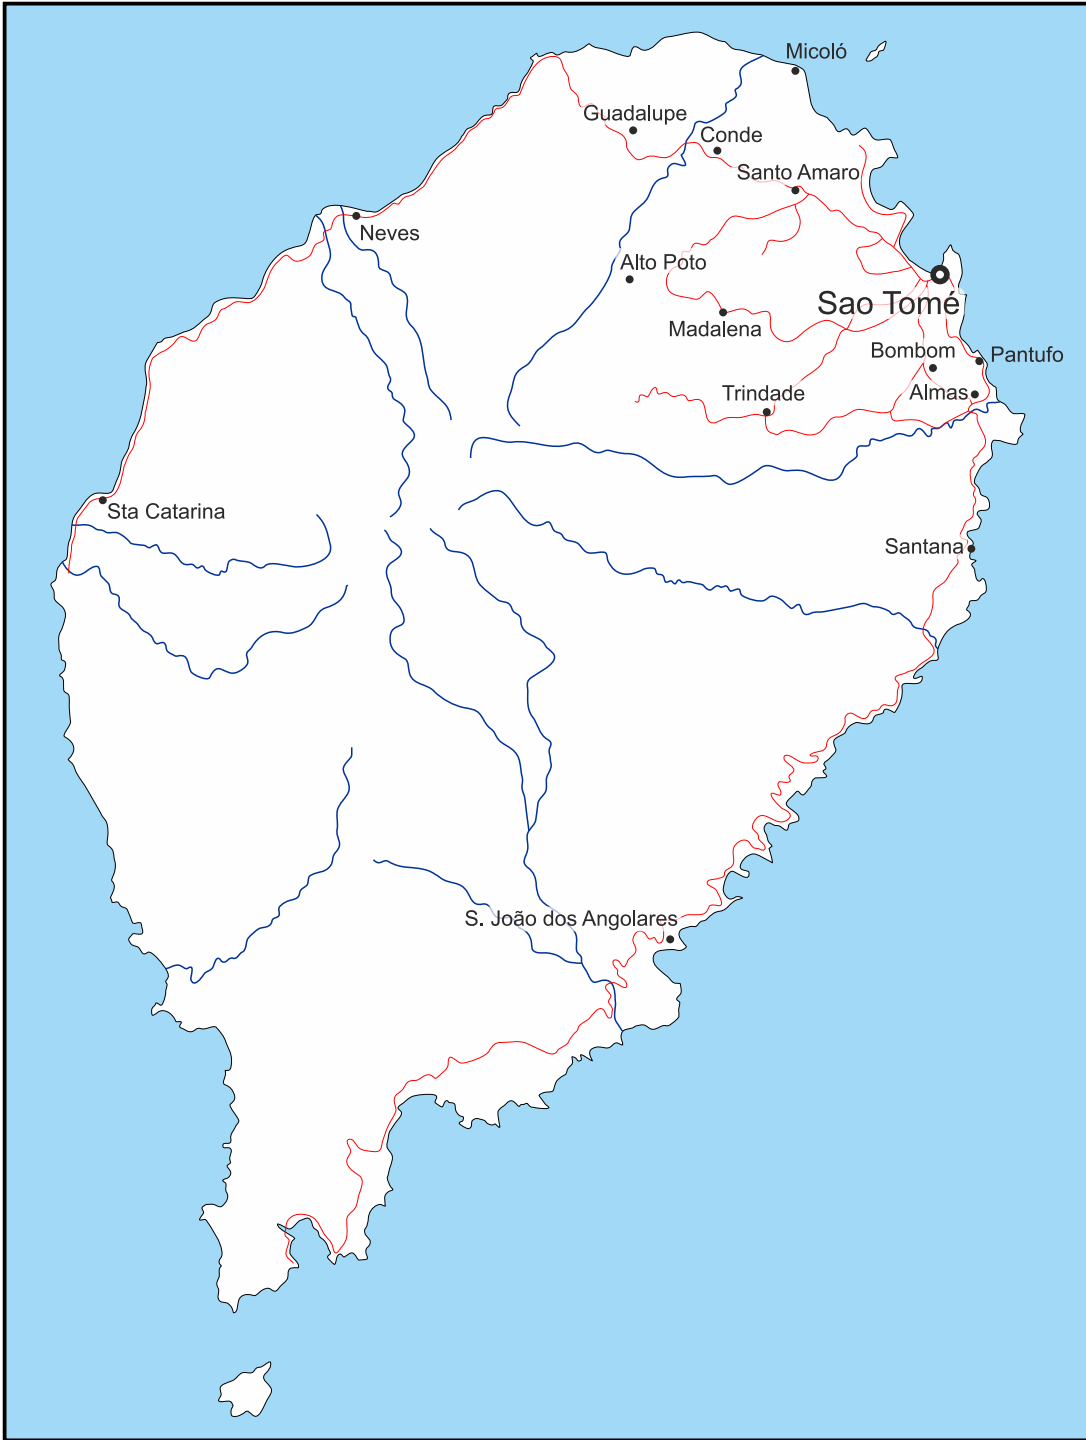 Micoló
Guadalupe
Conde
Santo Amaro
Neves
Alto Poto
Sao Tomé
Madalena
Bombom
Pantufo
Trindade
Almas
Sta Catarina
Santana
S. João dos Angolares